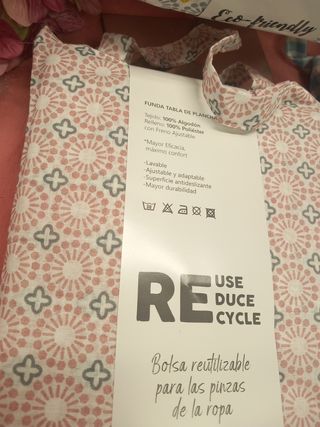 Eco-friendly
FUNDA TABLA DE PLANCHA
Tejido: 100% Algodón
Relleno: 100% Poliéster
con Freno Ajustable
*Mayor Eficacia,
máximo confort
-Lavable
-Ajustable y adaptable
-Superficie antideslizante
-Mayor durabilidad
RE USE
DUCE
CYCLE
Bolsa reutilizable
para las pinzas
de la ropa